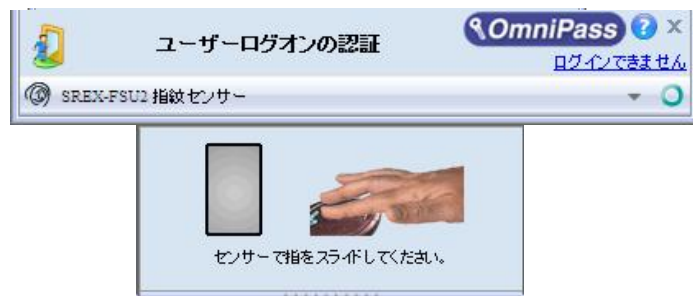 OmniPass
ユーザーログオンの認証
ログインできません
SREX-FSU2 指紋センサー
センサーで指をスライドしてください。